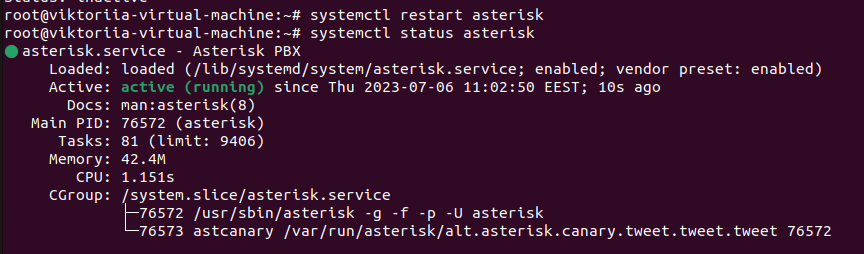 Status: inactive
root@viktoriia-virtual-machine:~# systemctl restart asterisk
root@viktoriia-virtual-machine:~# systemctl status asterisk
● asterisk.service - Asterisk PBX
Loaded: loaded (/lib/systemd/system/asterisk.service; enabled; vendor preset: enabled)
Active: active (running) since Thu 2023-07-06 11:02:50 EEST; 10s ago
Docs: man:asterisk(8)
Main PID: 76572 (asterisk)
Tasks: 81 (limit: 9406)
Memory: 42.4M
CPU: 1.151s
CGroup: /system.slice/asterisk.service
├─76572 /usr/sbin/asterisk -g -f -p -U asterisk
└─76573 astcanary /var/run/asterisk/alt.asterisk.canary.tweet.tweet.tweet 76572